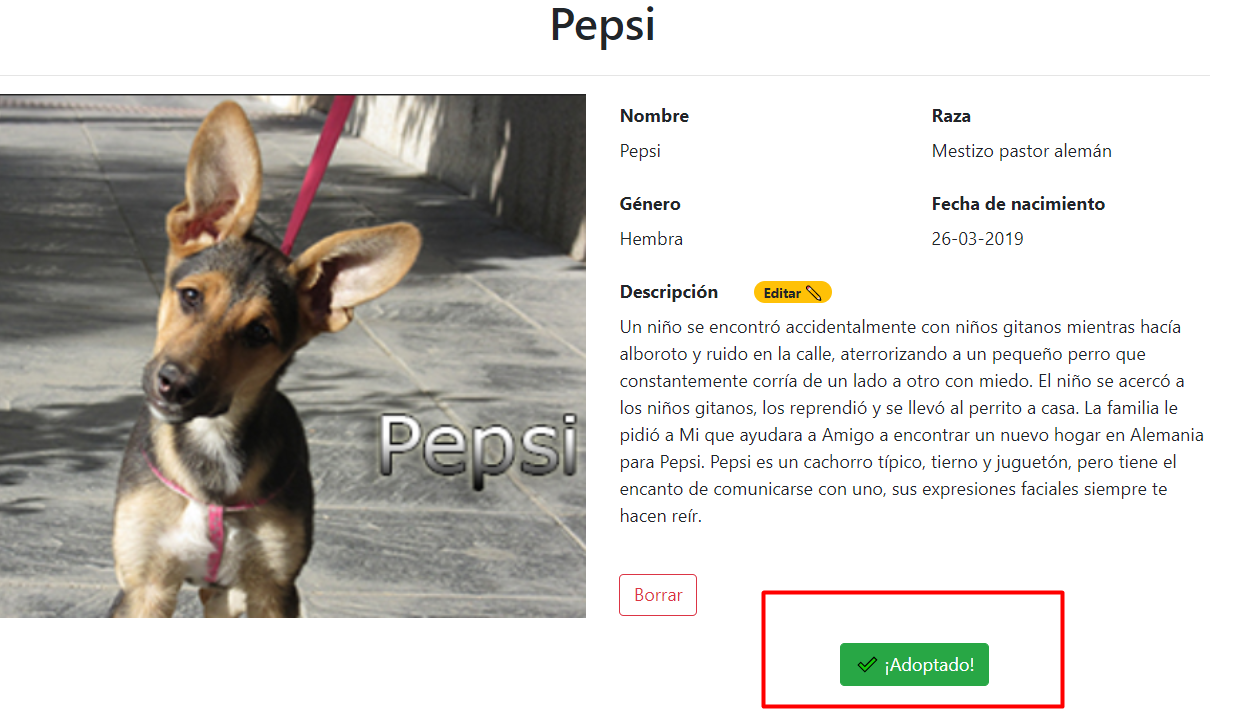 Pepsi
Nombre
Pepsi
Raza
Mestizo pastor alemán
Género
Hembra
Fecha de nacimiento
26-03-2019
Descripción
Editar
Un niño se encontró accidentalmente con niños gitanos mientras hacía
alboroto y ruido en la calle, aterrorizando a un pequeño perro que
constantemente corría de un lado a otro con miedo. El niño se acercó a
los niños gitanos, los reprendió y se llevó al perrito a casa. La familia le
pidió a Mi que ayudara a Amigo a encontrar un nuevo hogar en Alemania
para Pepsi. Pepsi es un cachorro típico, tierno y juguetón, pero tiene el
encanto de comunicarse con uno, sus expresiones faciales siempre te
hacen reír.
Pepsi
Borrar
¡Adoptado!